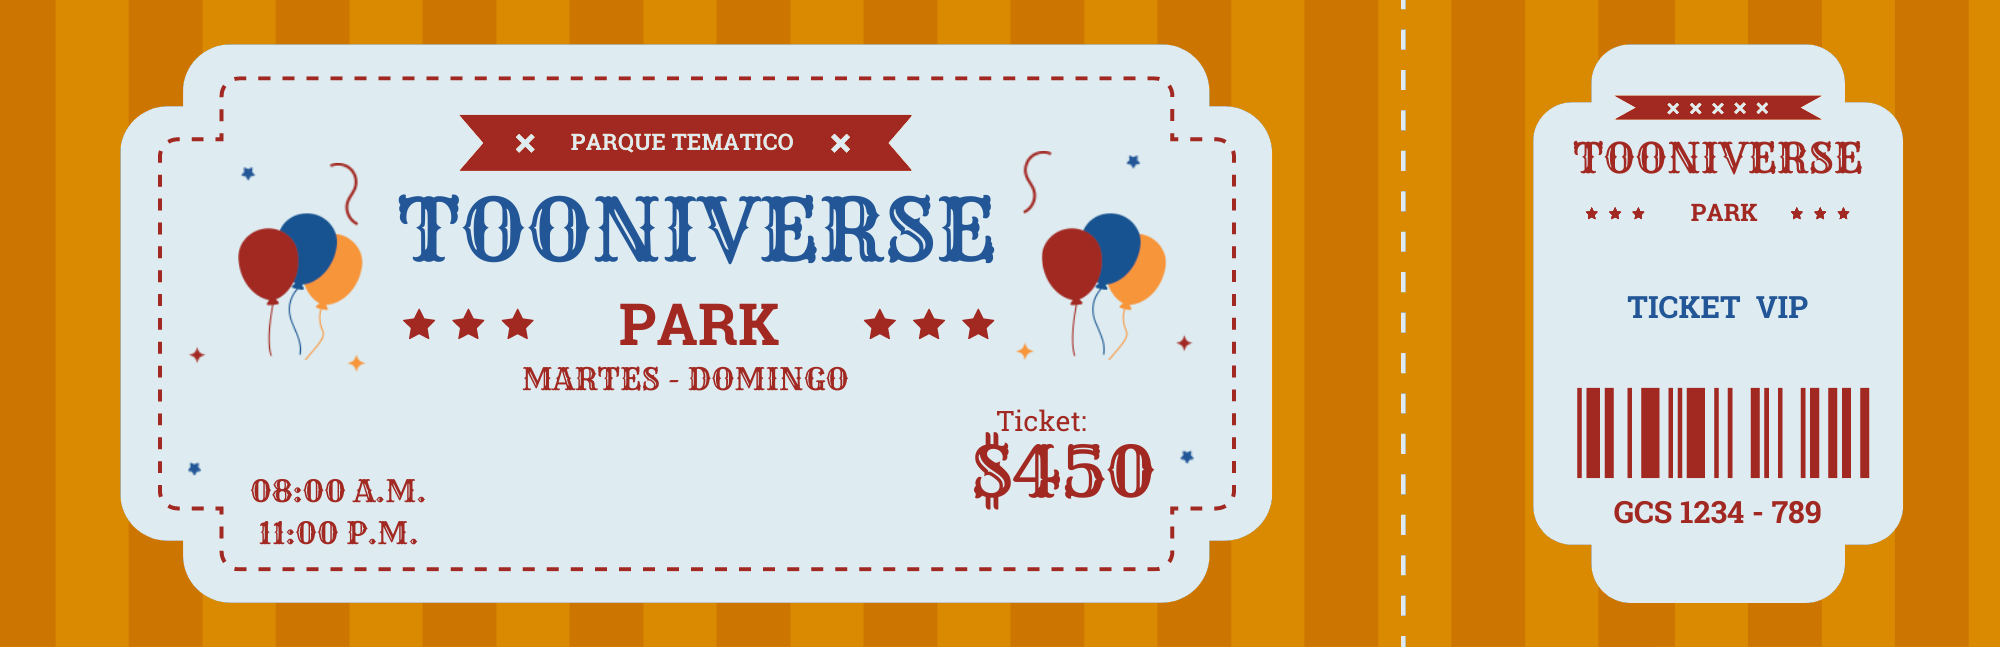 PARQUE TEMATICO
TOONIVERSE
PARK
MARTES - DOMINGO
Ticket:
$450
08:00 A.M.
11:00 P.M.
TOONIVERSE
PARK
TICKET VIP
GCS 1234 - 789